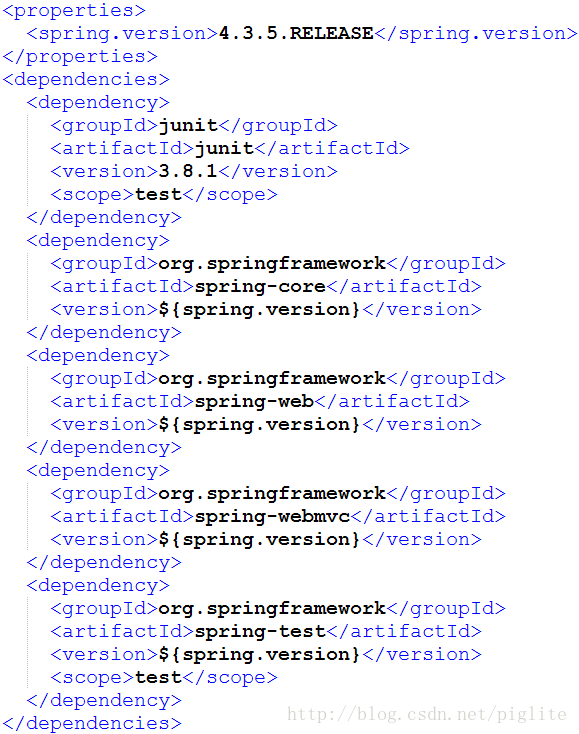 <properties>
  <spring.version>4.3.5.RELEASE</spring.version>
</properties>
<dependencies>
  <dependency>
    <groupId>junit</groupId>
    <artifactId>junit</artifactId>
    <version>3.8.1</version>
    <scope>test</scope>
  </dependency>
  <dependency>
    <groupId>org.springframework</groupId>
    <artifactId>spring-core</artifactId>
    <version>${spring.version}</version>
  </dependency>
  <dependency>
    <groupId>org.springframework</groupId>
    <artifactId>spring-web</artifactId>
    <version>${spring.version}</version>
  </dependency>
  <dependency>
    <groupId>org.springframework</groupId>
    <artifactId>spring-webmvc</artifactId>
    <version>${spring.version}</version>
  </dependency>
  <dependency>
    <groupId>org.springframework</groupId>
    <artifactId>spring-test</artifactId>
    <version>${spring.version}</version>
    <scope>test</scope>
  </dependency>
</dependencies>
http://blog.csdn.net/piglite